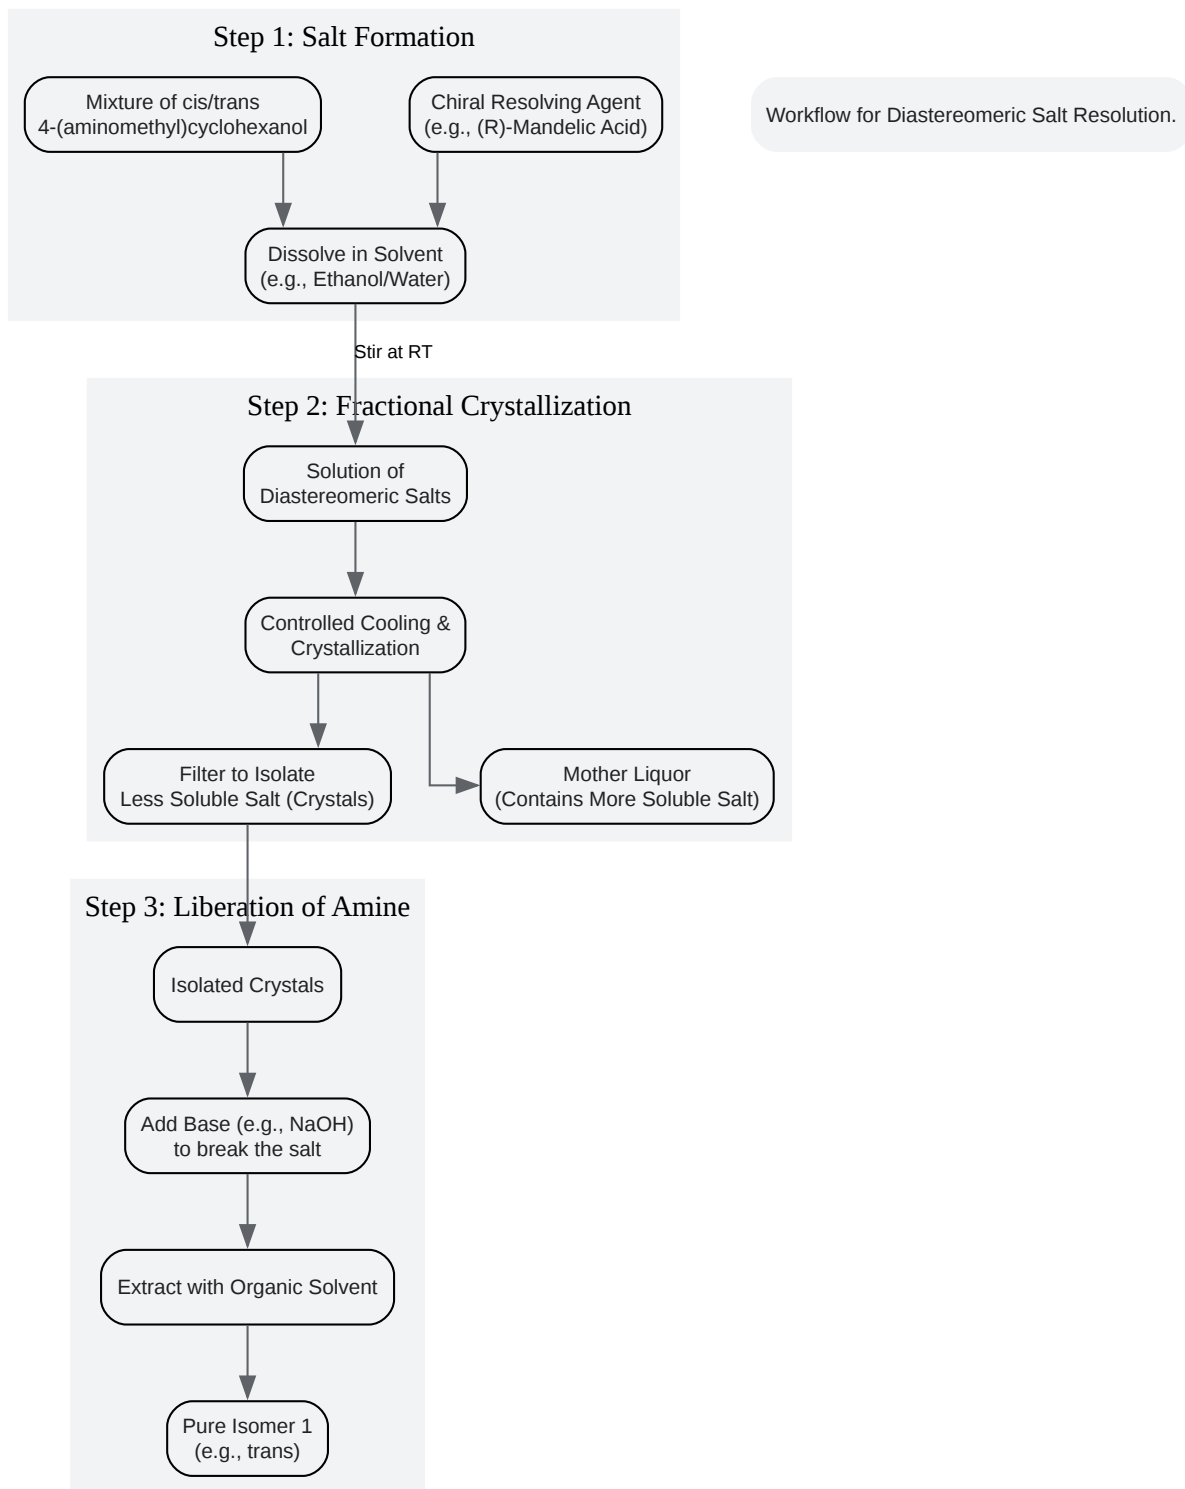 Step 1: Salt Formation
Mixture of cis/trans
4-(aminomethyl)cyclohexanol
Chiral Resolving Agent
(e.g., (R)-Mandelic Acid)
Workflow for Diastereomeric Salt Resolution.
Dissolve in Solvent
(e.g., Ethanol/Water)
Stir at RT
Step 2: Fractional Crystallization
Solution of
Diastereomeric Salts
Controlled Cooling &
Crystallization
Filter to Isolate
Less Soluble Salt (Crystals)
Mother Liquor
(Contains More Soluble Salt)
Step 3: Liberation of Amine
Isolated Crystals
Add Base (e.g., NaOH)
to break the salt
Extract with Organic Solvent
Pure Isomer 1
(e.g., trans)